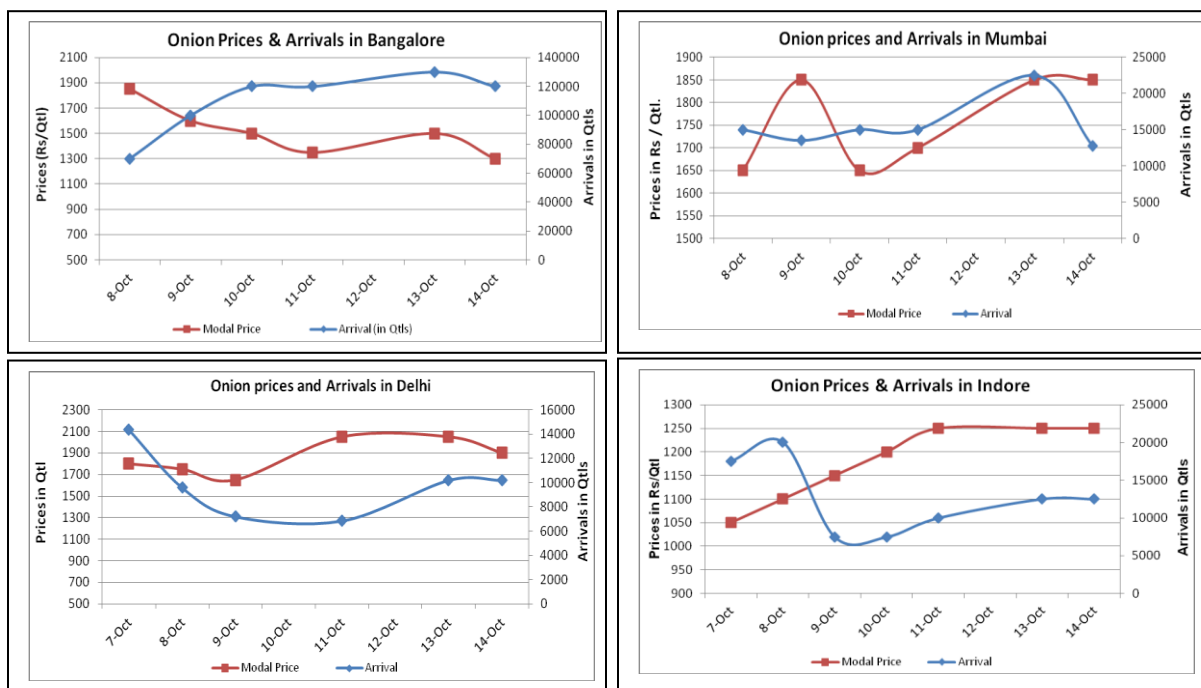 Onion Prices & Arrivals in Bangalore
Prices (Rs/Qtl)
2100
1900
1700
1500
1300
1100
900
700
500
140000
120000
100000
80000
60000
40000
20000
0
Arrivals in Qtls
8-Oct
9-Oct
10-Oct
11-Oct
12-Oct
13-Oct
14-Oct
Modal Price
Arrival (in Qtls)
Onion prices and Arrivals in Mumbai
Prices in Rs / Qtl.
1900
1850
1800
1750
1700
1650
1600
1550
1500
25000
20000
15000
10000
5000
0
Arrivals in Qtls
8-Oct
9-Oct
10-Oct
11-Oct
12-Oct
13-Oct
14-Oct
Modal Price
Arrival
Onion prices and Arrivals in Delhi
Prices in Qtl
2300
2100
1900
1700
1500
1300
1100
900
700
500
16000
14000
12000
10000
8000
6000
4000
2000
0
Arrivals in Qtls
7-Oct
8-Oct
9-Oct
10-Oct
11-Oct
12-Oct
13-Oct
14-Oct
Modal Price
Arrival
Onion Prices & Arrivals in Indore
Prices in Rs/Qtl
1300
1250
1200
1150
1100
1050
1000
950
900
25000
20000
15000
10000
5000
0
Arrivals in Qtls
7-Oct
8-Oct
9-Oct
10-Oct
11-Oct
12-Oct
13-Oct
14-Oct
Modal Price
Arrival